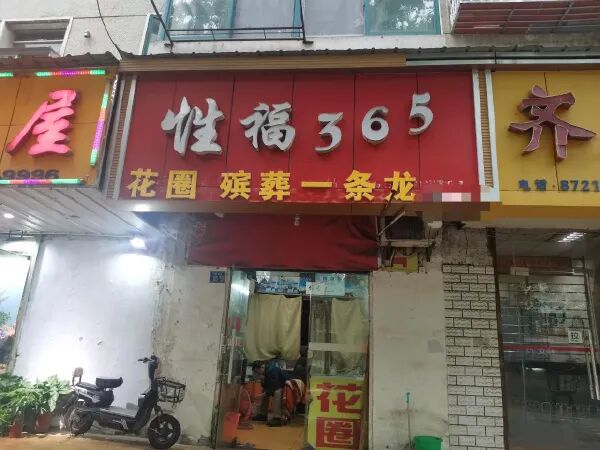 屋
9996
性福365
花圈 殡葬一条龙
齐
电话·8721
花圈